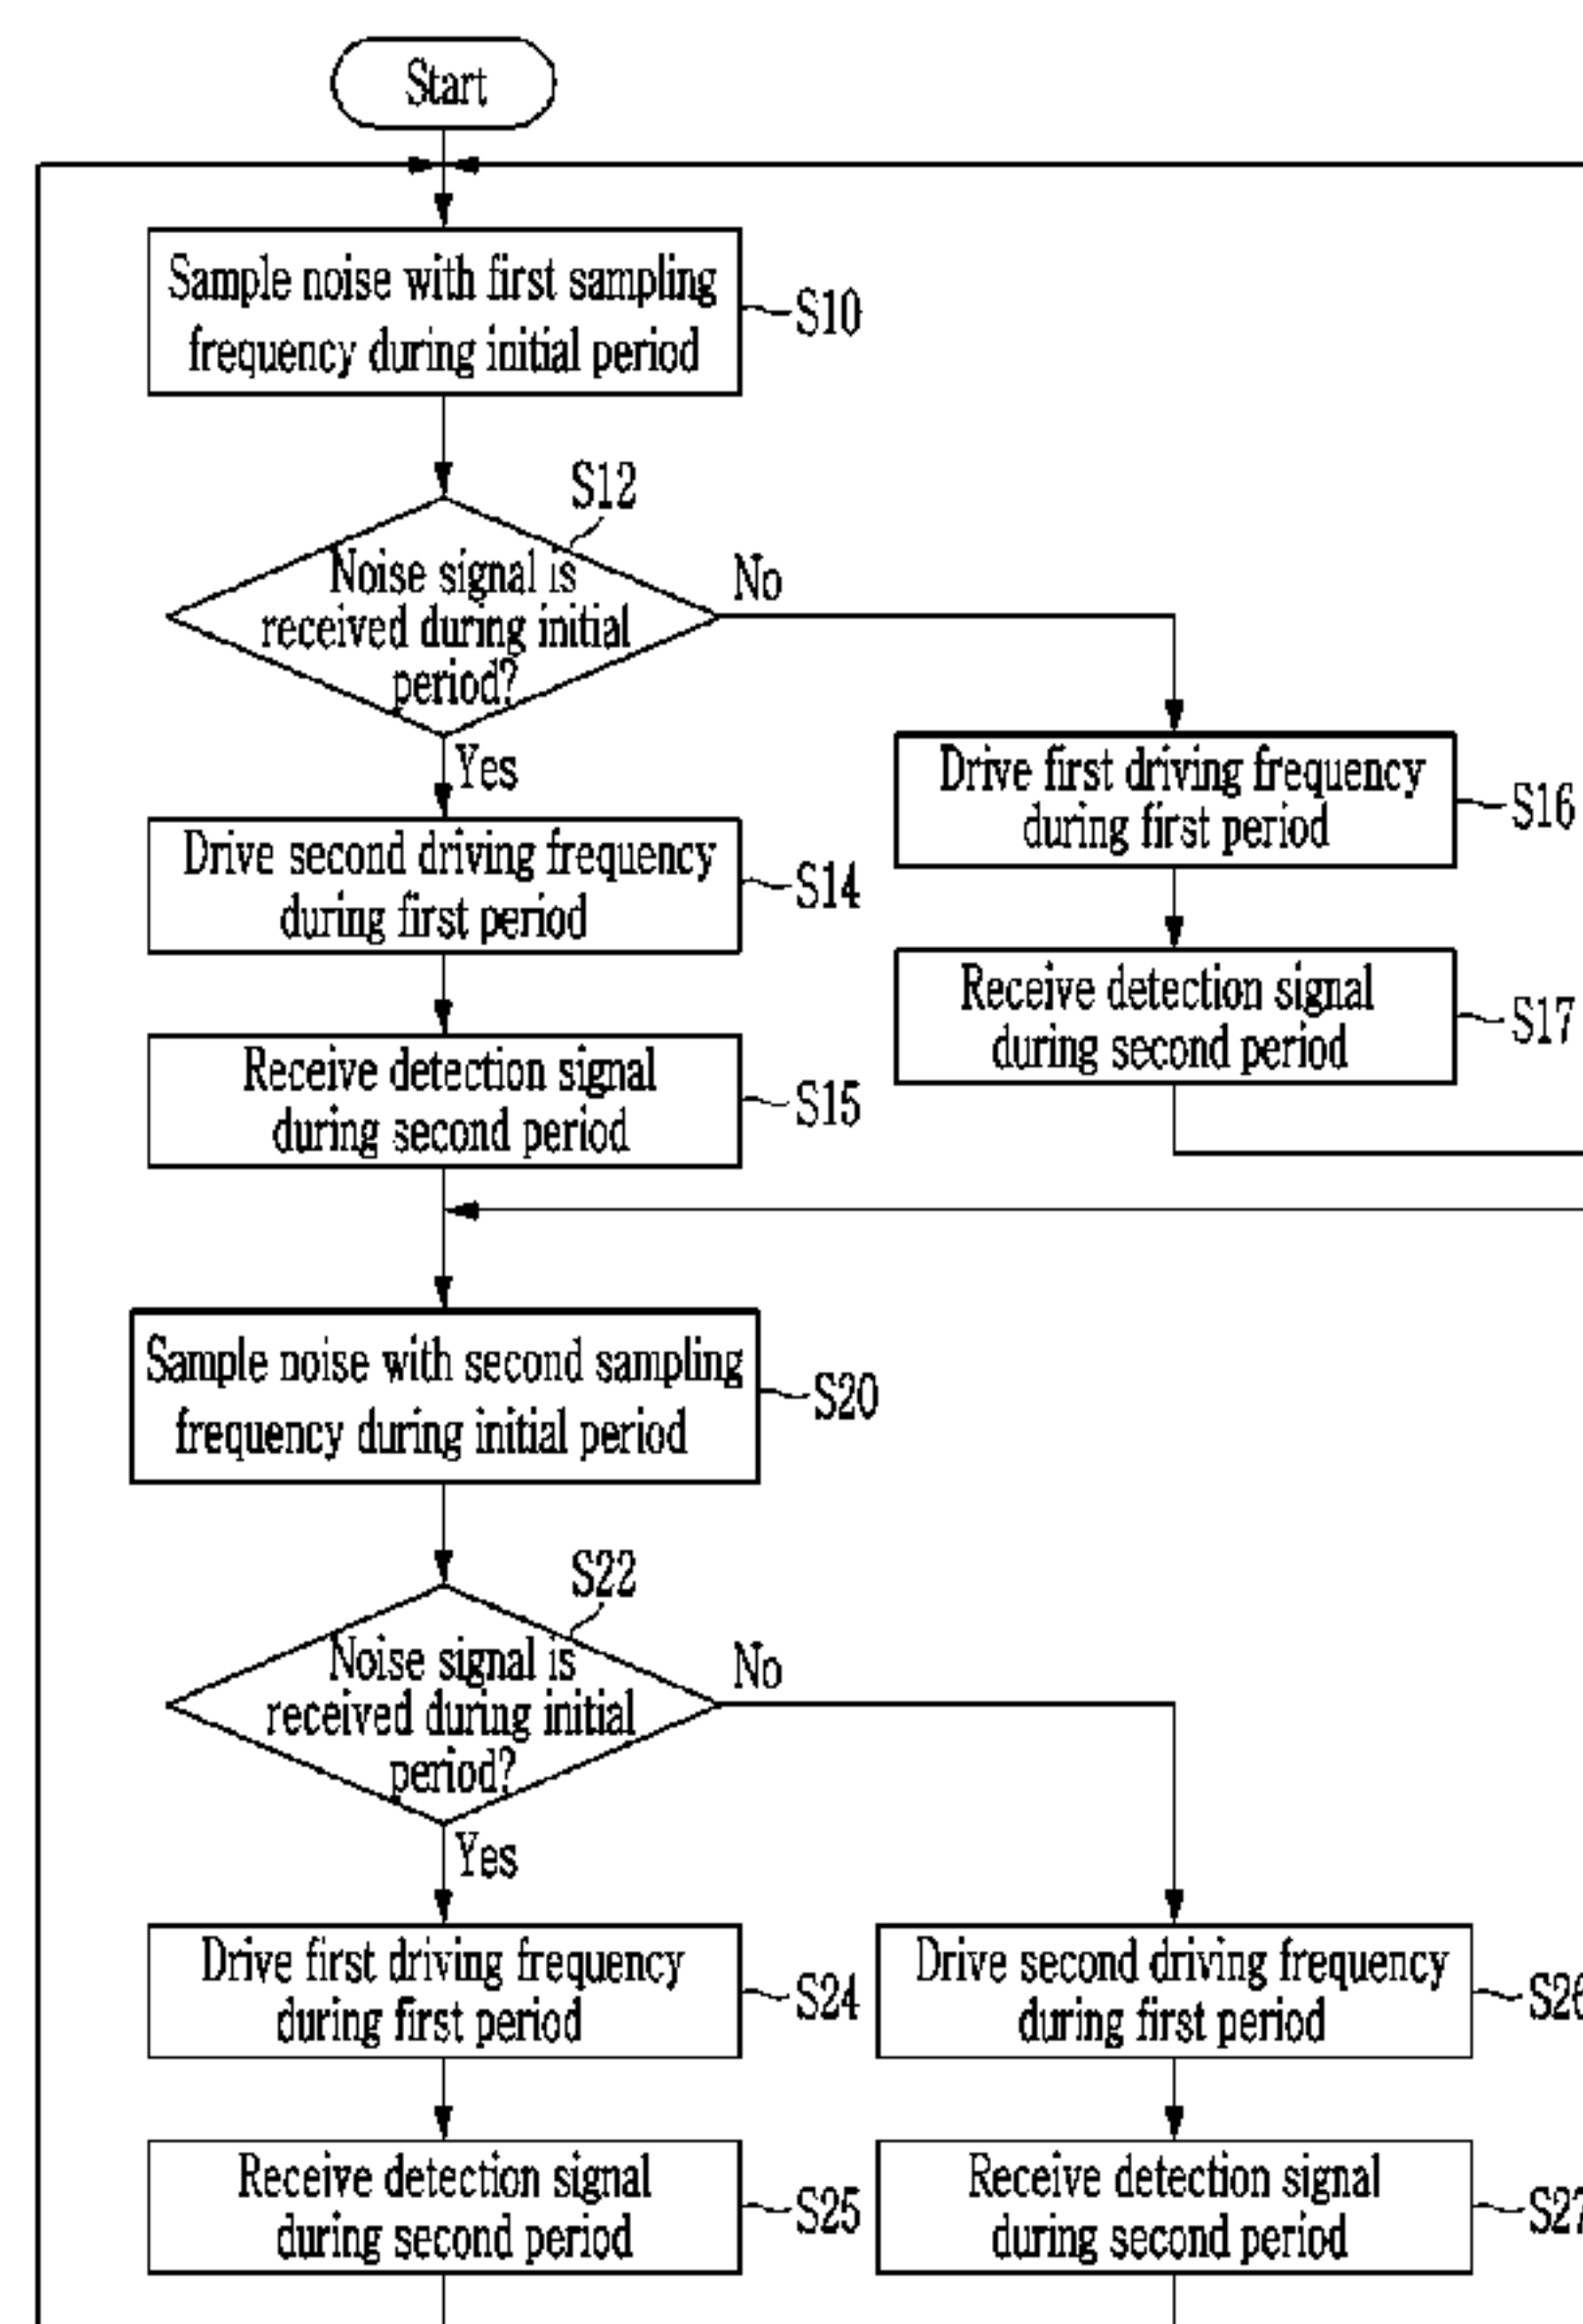 Start
Sample noise with first sampling
frequency during initial period
S10
S12
Noise signal is
received during initial
period?
No
Yes
Drive first driving frequency
during first period
S16
Drive second driving frequency
during first period
S14
Receive detection signal
during second period
S17
Receive detection signal
during second period
S15
Sample noise with second sampling
frequency during initial period
S20
S22
Noise signal is
received during initial
period?
No
Yes
Drive first driving frequency
during first period
S24
Drive second driving frequency
during first period
S26
Receive detection signal
during second period
S25
Receive detection signal
during second period
S27